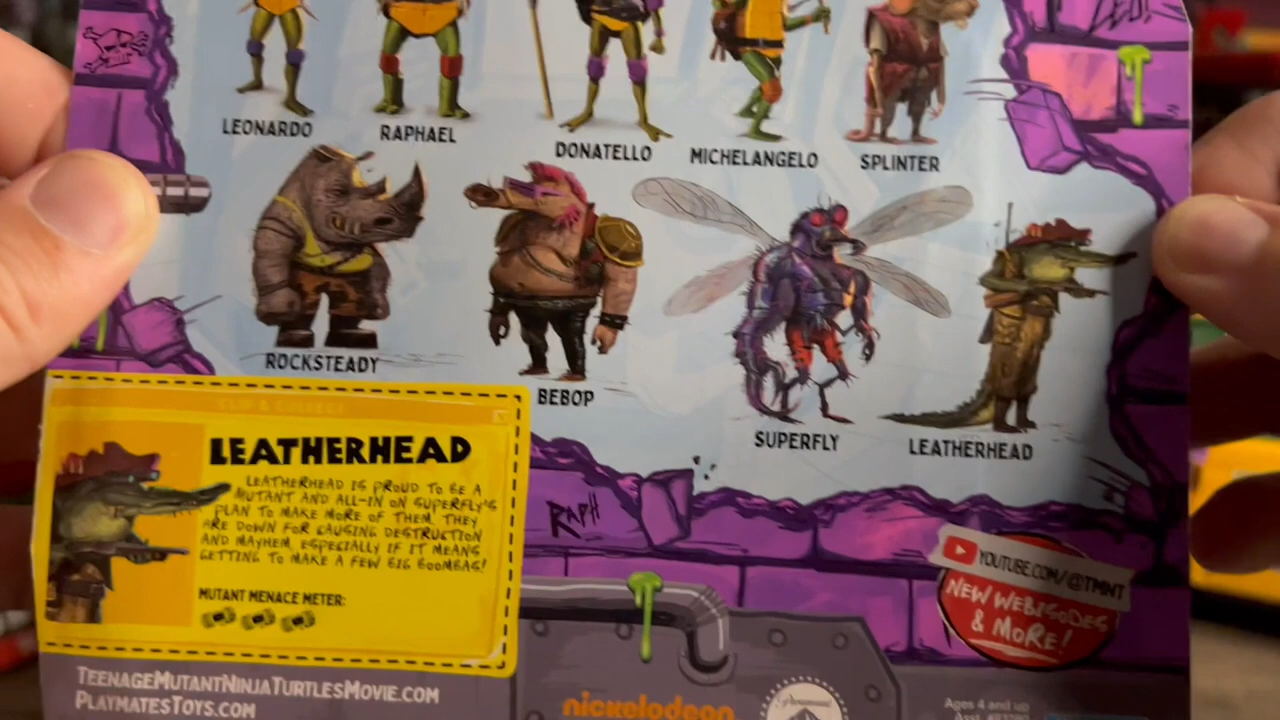 LEO!
LEONARDO
RAPHAEL
DONATELLO
MICHELANGELO
SPLINTER
ROCKSTEADY
BEBOP
SUPERFLY
LEATHERHEAD
LEATHERHEAD
LEATHERHEAD IS PROUD TO BE A
MUTANT AND ALL-IN ON SUPERFLY'S
PLAN TO MAKE MORE OF THEM. THEY
ARE DOWN FOR CAUSING DESTRUCTION
AND MAYHEM, ESPECIALLY IF IT MEANS
GETTING TO MAKE A FEW BIG BOOMBAS!
MUTANT MENACE METER:
RAPH
YOUTUBE.COM/@TMNT
NEW WEBISODES
& MORE!
TEENAGEMUTANTNINJATURTLESMOVIE.COM
PLAYMATESTOYS.COM
nickelodeon
Paramount
Ages 4 and up